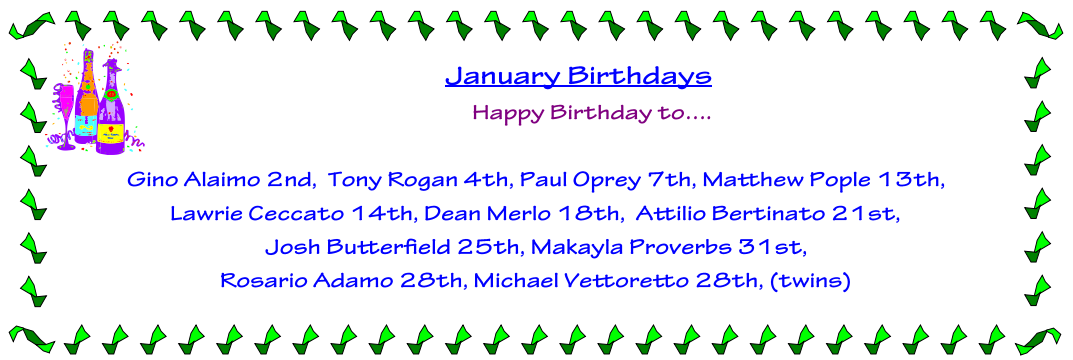 January Birthdays
Happy Birthday to....
Gino Alaimo 2nd, Tony Rogan 4th, Paul Oprey 7th, Matthew Pople 13th,
Lawrie Ceccato 14th, Dean Merlo 18th, Attilio Bertinato 21st,
Josh Butterfield 25th, Makayla Proverbs 31st,
Rosario Adamo 28th, Michael Vettoretto 28th, (twins)